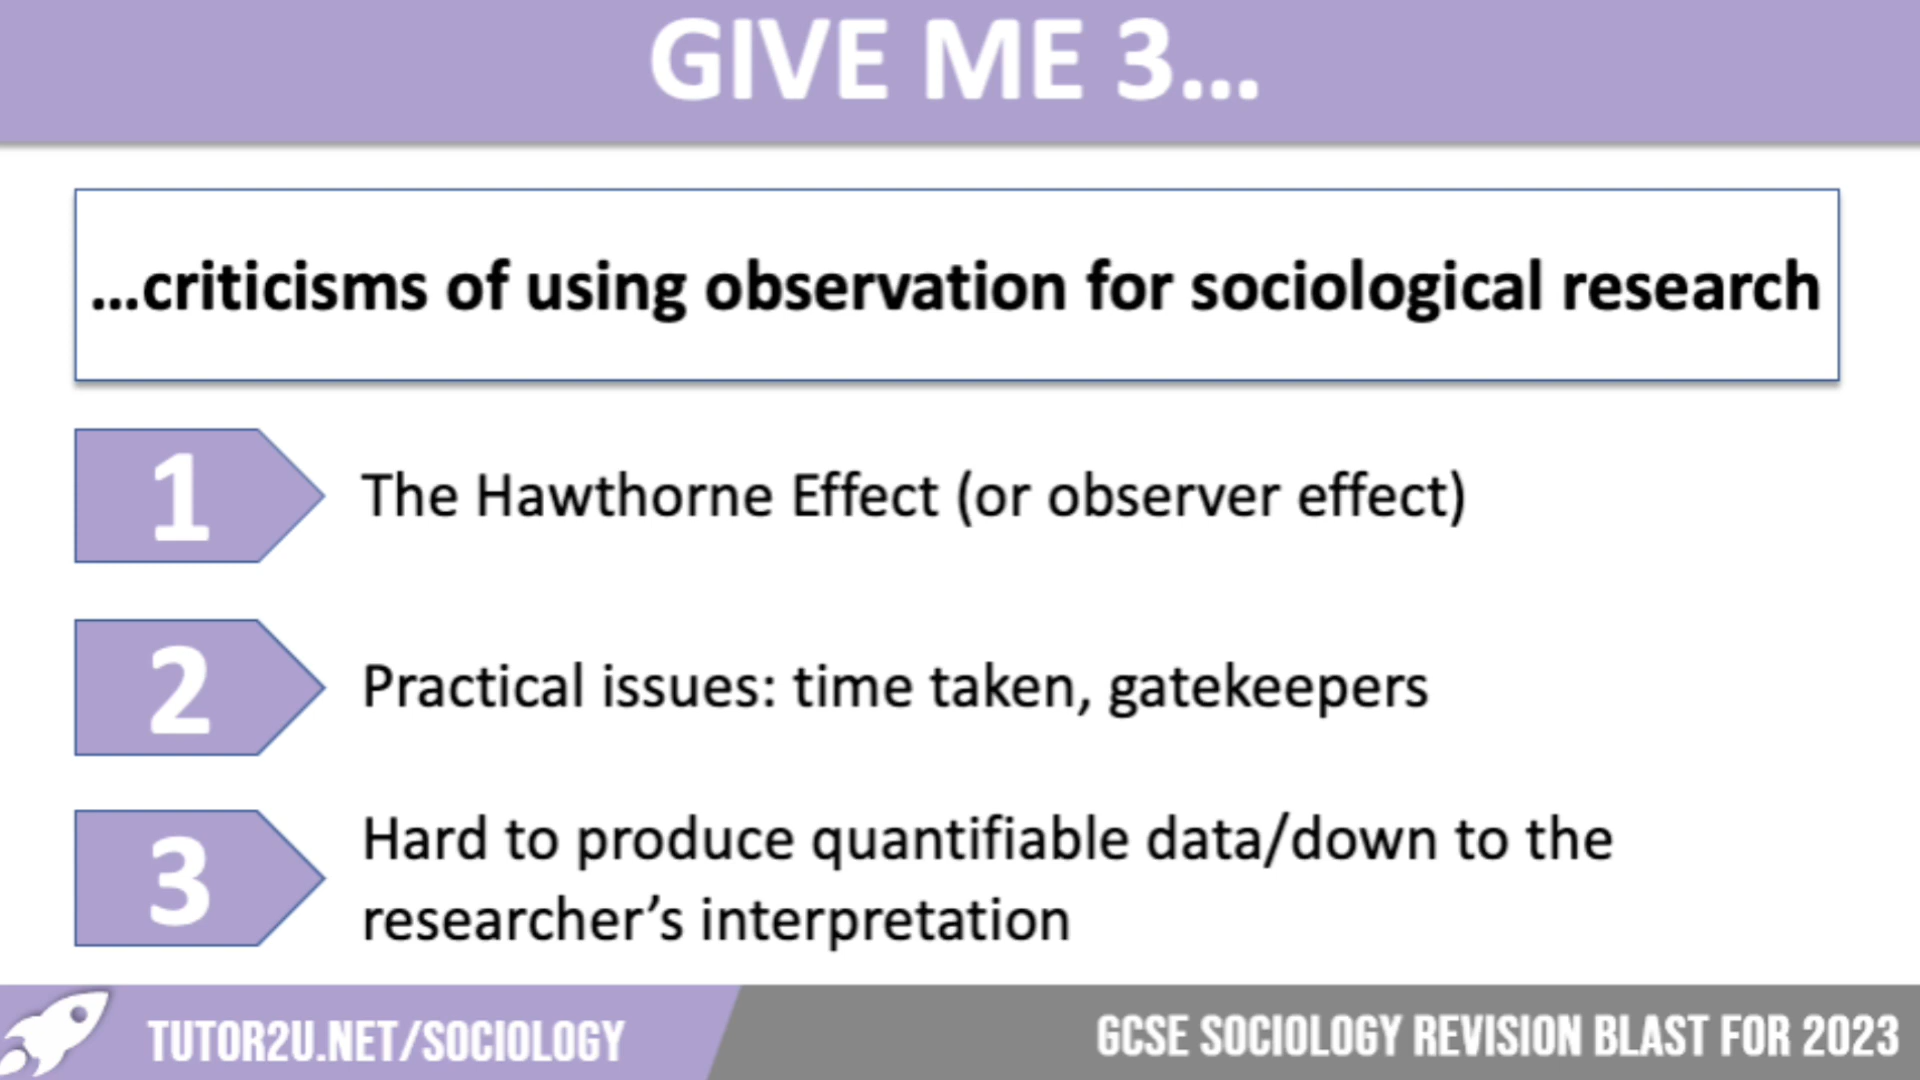 GIVE ME 3...
...criticisms of using observation for sociological research
1
The Hawthorne Effect (or observer effect)
2
Practical issues: time taken, gatekeepers
3
Hard to produce quantifiable data/down to the
researcher’s interpretation
TUTOR2U.NET/SOCIOLOGY
GCSE SOCIOLOGY REVISION BLAST FOR 2023